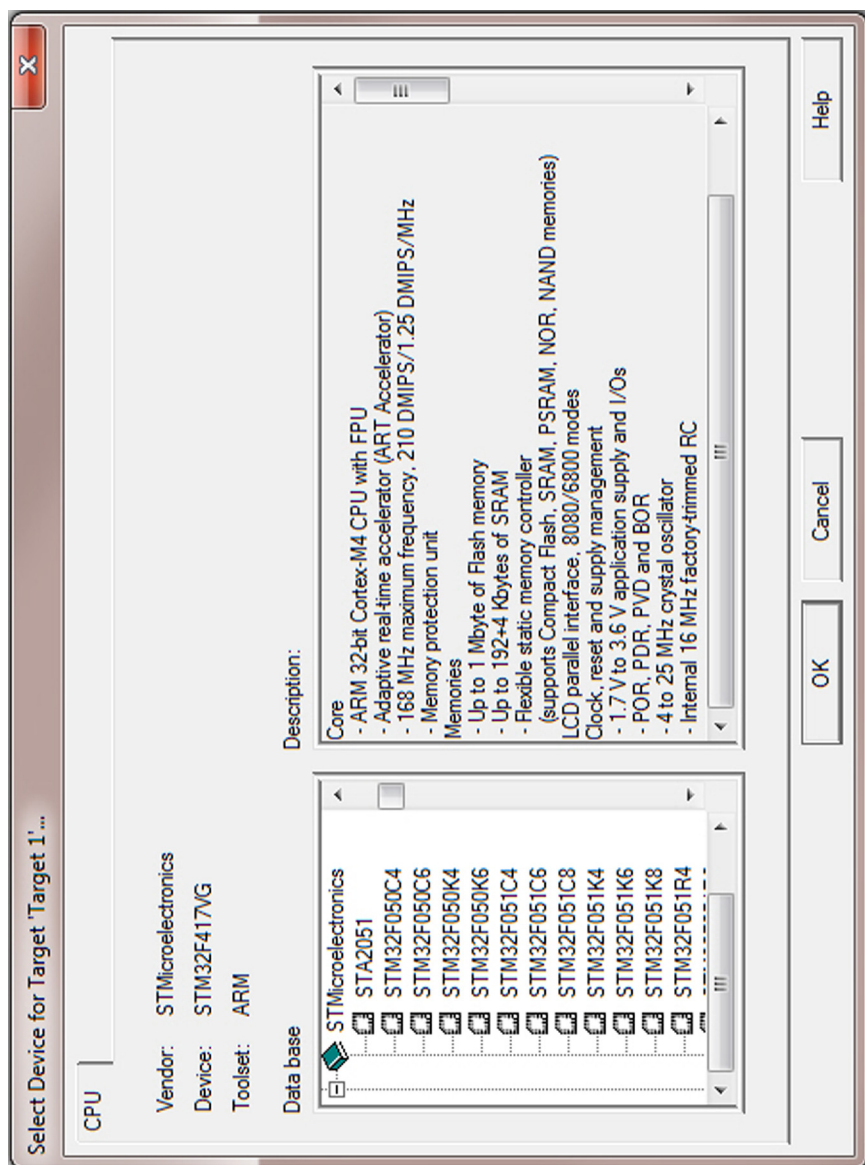 Select Device for Target 'Target 1'...
CPU
Vendor: STMicroelectronics
Device: STM32F417VG
Toolset: ARM
Data base
STMicroelectronics
STA2051
STM32F050C4
STM32F050C6
STM32F050K4
STM32F050K6
STM32F051C4
STM32F051C6
STM32F051C8
STM32F051K4
STM32F051K6
STM32F051K8
STM32F051R4
Description:
Core
- ARM 32-bit Cortex-M4 CPU with FPU
- Adaptive real-time accelerator (ART Accelerator)
- 168 MHz maximum frequency, 210 DMIPS/1.25 DMIPS/MHz
- Memory protection unit
Memories
- Up to 1 Mbyte of Flash memory
- Up to 192+4 Kbytes of SRAM
- Flexible static memory controller
(supports Compact Flash, SRAM, PSRAM, NOR, NAND memories)
LCD parallel interface, 8080/6800 modes
Clock, reset and supply management
- 1.7 V to 3.6 V application supply and I/Os
- POR, PDR, PVD and BOR
- 4 to 25 MHz crystal oscillator
- Internal 16 MHz factory-trimmed RC
OK
Cancel
Help